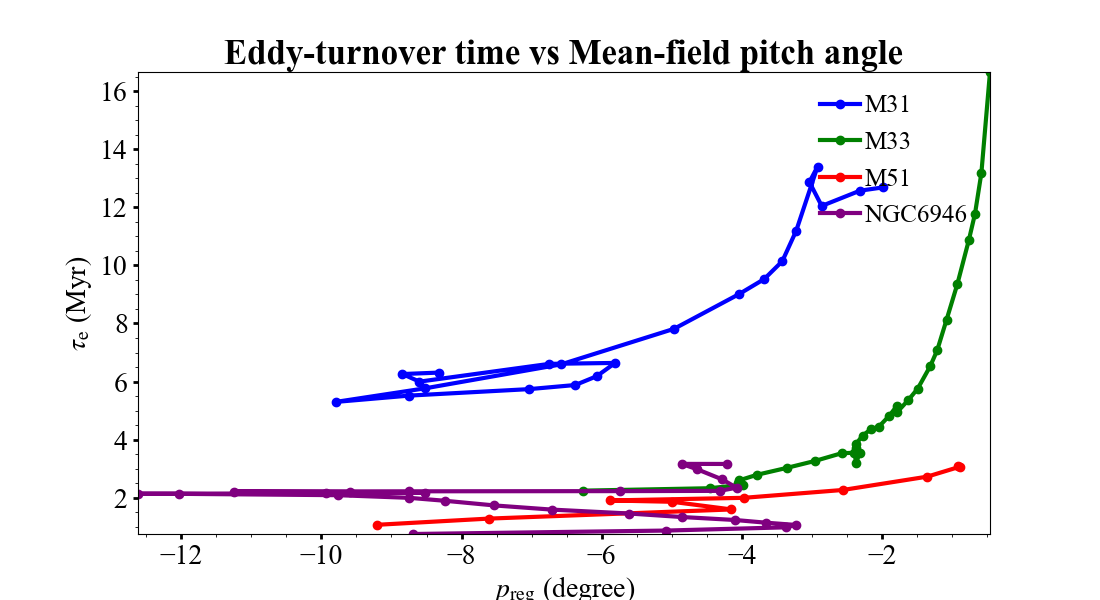 Eddy-turnover time vs Mean-field pitch angle
16
14
12
10
8
6
4
2
τe (Myr)
M31
M33
M51
NGC6946
−12 −10 −8 −6 −4 −2
preg (degree)